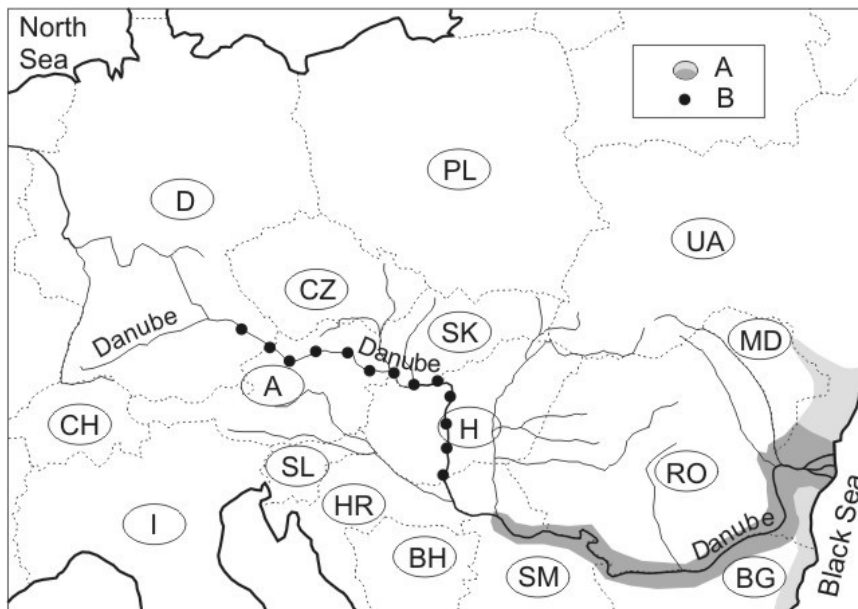 North
Sea
A
B
PL
D
UA
CZ
Danube
SK
MD
Danube
A
CH
H
SL
RO
HR
I
Danube
BH
SM
BG
Black Sea